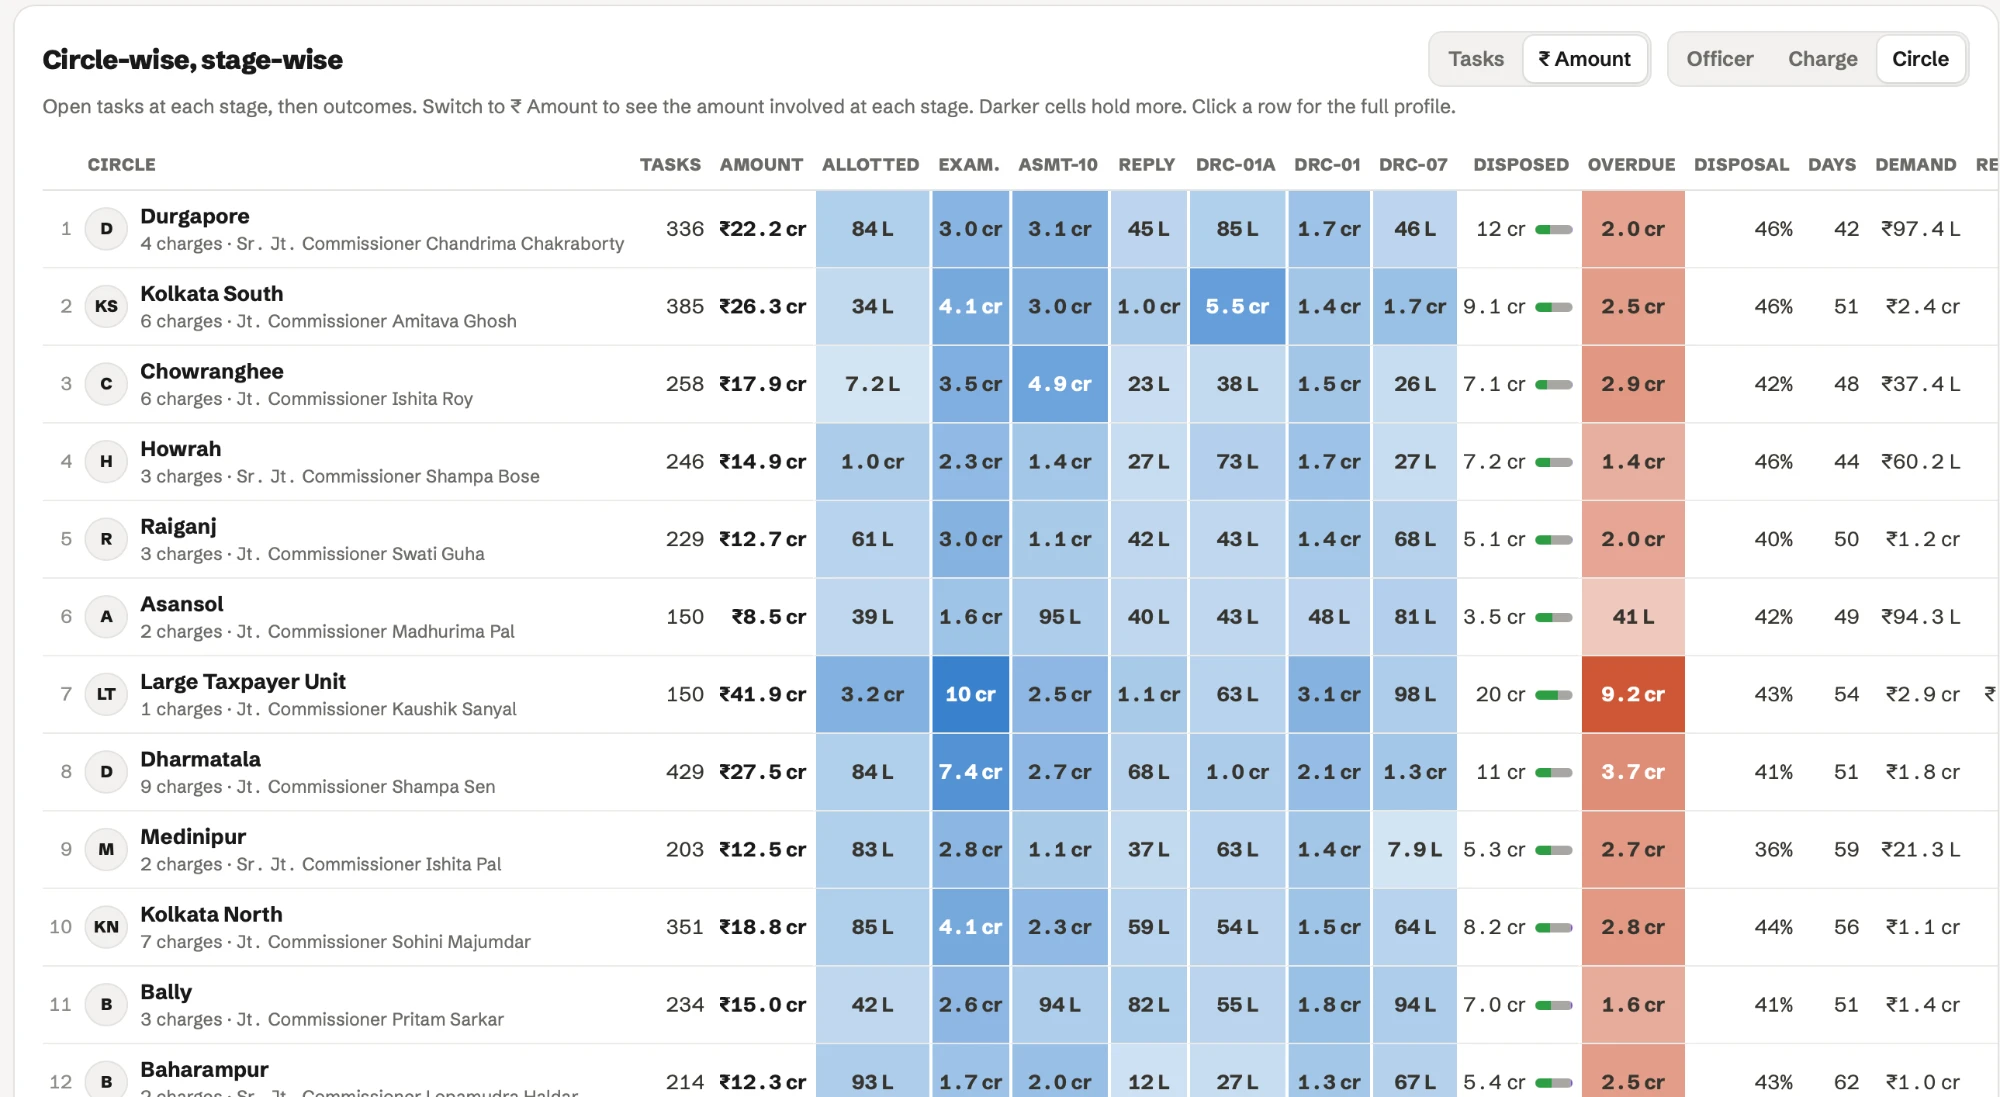 Circle-wise, stage-wise
Tasks ₹ Amount Officer Charge Circle
Open tasks at each stage, then outcomes. Switch to ₹ Amount to see the amount involved at each stage. Darker cells hold more. Click a row for the full profile.
CIRCLE TASKS AMOUNT ALLOTTED EXAM. ASMT-10 REPLY DRC-01A DRC-01 DRC-07 DISPOSED OVERDUE DISPOSAL DAYS DEMAND RE
1 D Durgapore 336 ₹22.2 cr 84 L 3.0 cr 3.1 cr 45 L 85 L 1.7 cr 46 L 12 cr 2.0 cr 46% 42 ₹97.4 L
4 charges · Sr. Jt. Commissioner Chandrima Chakraborty
2 KS Kolkata South 385 ₹26.3 cr 34 L 4.1 cr 3.0 cr 1.0 cr 5.5 cr 1.4 cr 1.7 cr 9.1 cr 2.5 cr 46% 51 ₹2.4 cr
6 charges · Jt. Commissioner Amitava Ghosh
3 C Chowranghee 258 ₹17.9 cr 7.2 L 3.5 cr 4.9 cr 23 L 38 L 1.5 cr 26 L 7.1 cr 2.9 cr 42% 48 ₹37.4 L
6 charges · Jt. Commissioner Ishita Roy
4 H Howrah 246 ₹14.9 cr 1.0 cr 2.3 cr 1.4 cr 27 L 73 L 1.7 cr 27 L 7.2 cr 1.4 cr 46% 44 ₹60.2 L
3 charges · Sr. Jt. Commissioner Shampa Bose
5 R Raiganj 229 ₹12.7 cr 61 L 3.0 cr 1.1 cr 42 L 43 L 1.4 cr 68 L 5.1 cr 2.0 cr 40% 50 ₹1.2 cr
3 charges · Jt. Commissioner Swati Guha
6 A Asansol 150 ₹8.5 cr 39 L 1.6 cr 95 L 40 L 43 L 48 L 81 L 3.5 cr 41 L 42% 49 ₹94.3 L
2 charges · Jt. Commissioner Madhurima Pal
7 LT Large Taxpayer Unit 150 ₹41.9 cr 3.2 cr 10 cr 2.5 cr 1.1 cr 63 L 3.1 cr 98 L 20 cr 9.2 cr 43% 54 ₹2.9 cr ₹
1 charges · Jt. Commissioner Kaushik Sanyal
8 D Dharmatala 429 ₹27.5 cr 84 L 7.4 cr 2.7 cr 68 L 1.0 cr 2.1 cr 1.3 cr 11 cr 3.7 cr 41% 51 ₹1.8 cr
9 charges · Jt. Commissioner Shampa Sen
9 M Medinipur 203 ₹12.5 cr 83 L 2.8 cr 1.1 cr 37 L 63 L 1.4 cr 7.9 L 5.3 cr 2.7 cr 36% 59 ₹21.3 L
2 charges · Sr. Jt. Commissioner Ishita Pal
10 KN Kolkata North 351 ₹18.8 cr 85 L 4.1 cr 2.3 cr 59 L 54 L 1.5 cr 64 L 8.2 cr 2.8 cr 44% 56 ₹1.1 cr
7 charges · Jt. Commissioner Sohini Majumdar
11 B Bally 234 ₹15.0 cr 42 L 2.6 cr 94 L 82 L 55 L 1.8 cr 94 L 7.0 cr 1.6 cr 41% 51 ₹1.4 cr
3 charges · Jt. Commissioner Pritam Sarkar
12 B Baharampur 214 ₹12.3 cr 93 L 1.7 cr 2.0 cr 12 L 27 L 1.3 cr 67 L 5.4 cr 2.5 cr 43% 62 ₹1.0 cr
2 charges · Sr. Jt. Commissioner Lopamudra Haldar